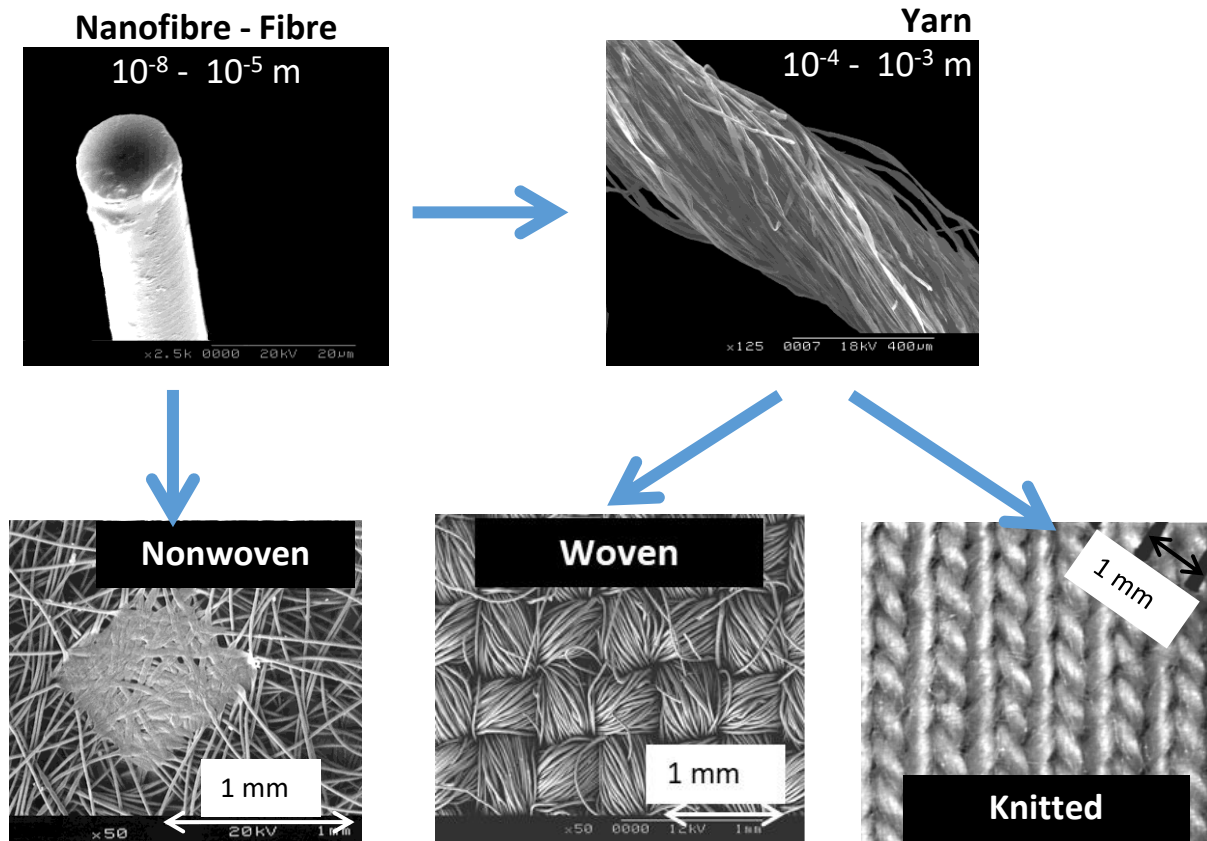 Nanofibre - Fibre
10⁻⁸ - 10⁻⁵ m
x2.5k 0000 20kV 20µm
Yarn
10⁻⁴ - 10⁻³ m
x125 0007 18kV 400µm
Nonwoven
1 mm
x50 20kV 1mm
Woven
1 mm
x50 0000 12kV 1mm
1 mm
Knitted